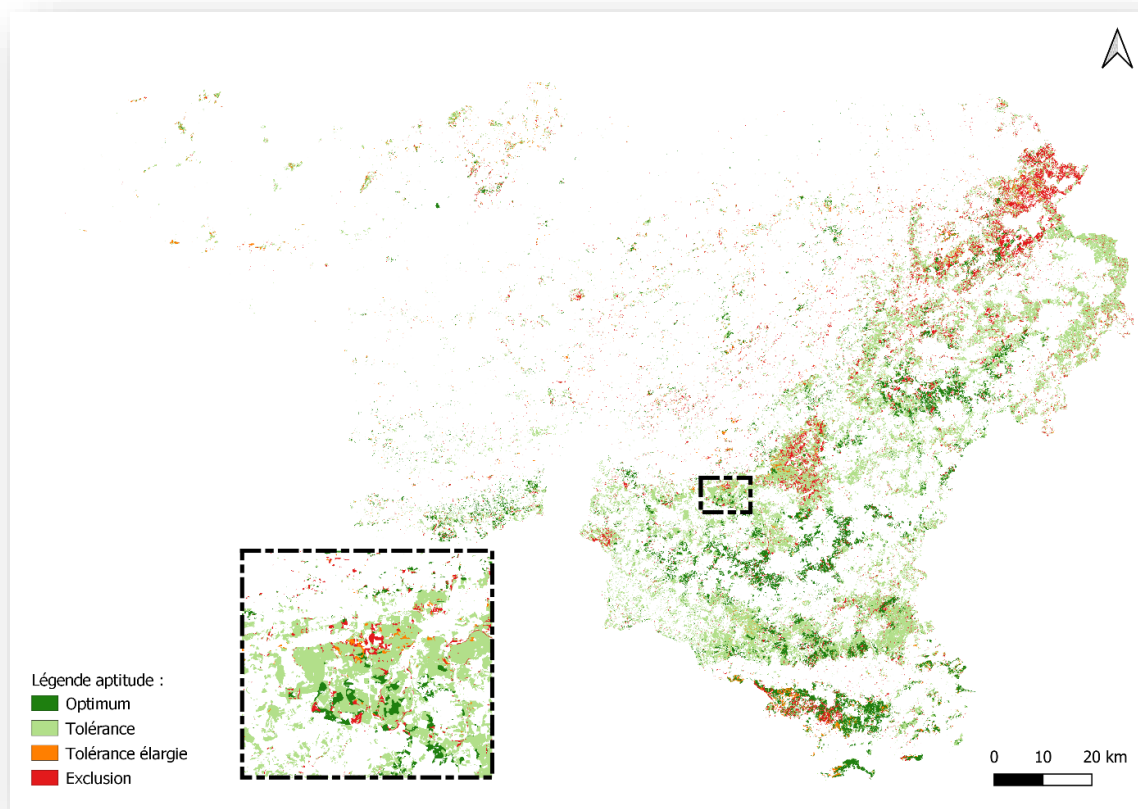 Légende aptitude :
Optimum
Tolérance
Tolérance élargie
Exclusion
0 10 20 km